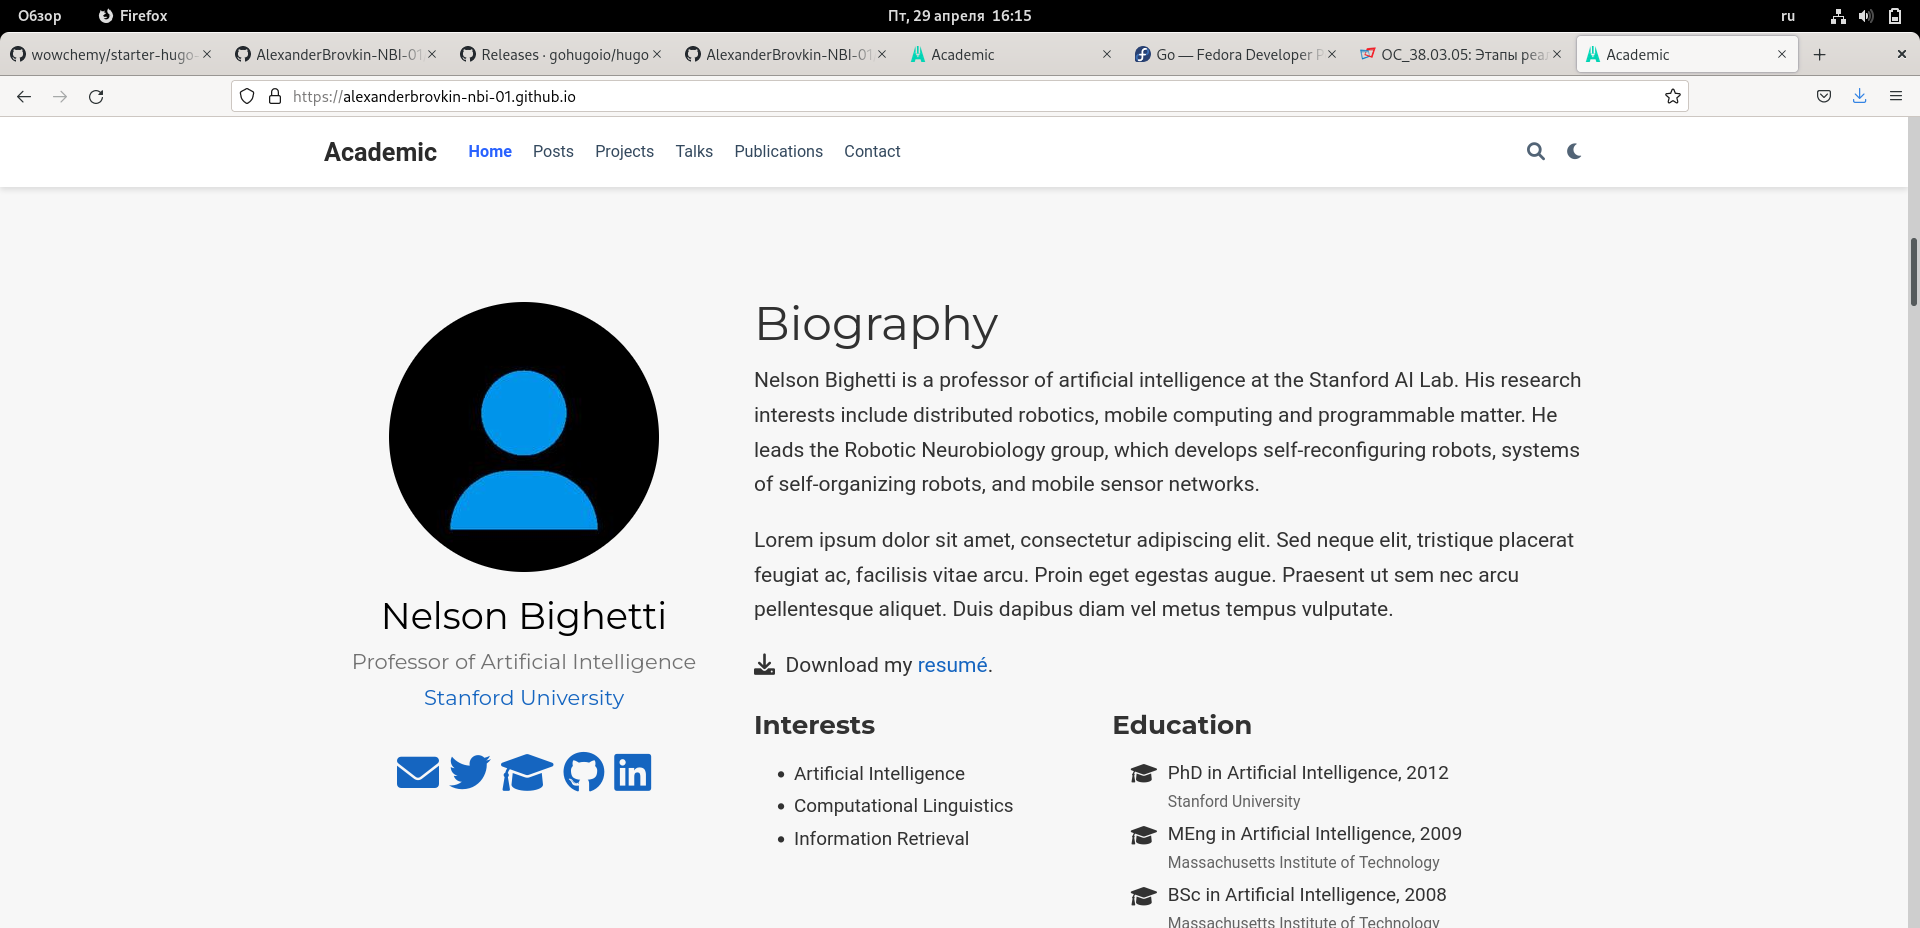 Обзор Firefox Пт, 29 апреля 16:15 ru
wowchemy/starter-hugo- AlexanderBrovkin-NBI-01 Releases · gohugoio/hugo AlexanderBrovkin-NBI-01 Academic Go — Fedora Developer P ОС_38.03.05: Этапы реа Academic
https://alexanderbrovkin-nbi-01.github.io
Academic Home Posts Projects Talks Publications Contact
Nelson Bighetti
Professor of Artificial Intelligence
Stanford University
Biography
Nelson Bighetti is a professor of artificial intelligence at the Stanford AI Lab. His research
interests include distributed robotics, mobile computing and programmable matter. He
leads the Robotic Neurobiology group, which develops self-reconfiguring robots, systems
of self-organizing robots, and mobile sensor networks.
Lorem ipsum dolor sit amet, consectetur adipiscing elit. Sed neque elit, tristique placerat
feugiat ac, facilisis vitae arcu. Proin eget egestas augue. Praesent ut sem nec arcu
pellentesque aliquet. Duis dapibus diam vel metus tempus vulputate.
Download my resumé.
Interests
• Artificial Intelligence
• Computational Linguistics
• Information Retrieval
Education
PhD in Artificial Intelligence, 2012
Stanford University
MEng in Artificial Intelligence, 2009
Massachusetts Institute of Technology
BSc in Artificial Intelligence, 2008
Massachusetts Institute of Technology